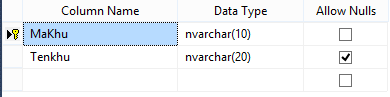 Column Name Data Type Allow Nulls
MaKhu nvarchar(10)
Tenkhu nvarchar(20)